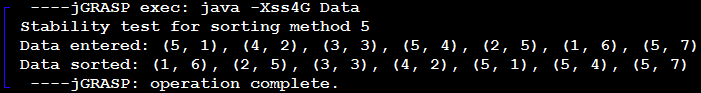 ----jGRASP exec: java -Xss4G Data
Stability test for sorting method 5
Data entered: (5, 1), (4, 2), (3, 3), (5, 4), (2, 5), (1, 6), (5, 7)
Data sorted: (1, 6), (2, 5), (3, 3), (4, 2), (5, 1), (5, 4), (5, 7)
----jGRASP: operation complete.